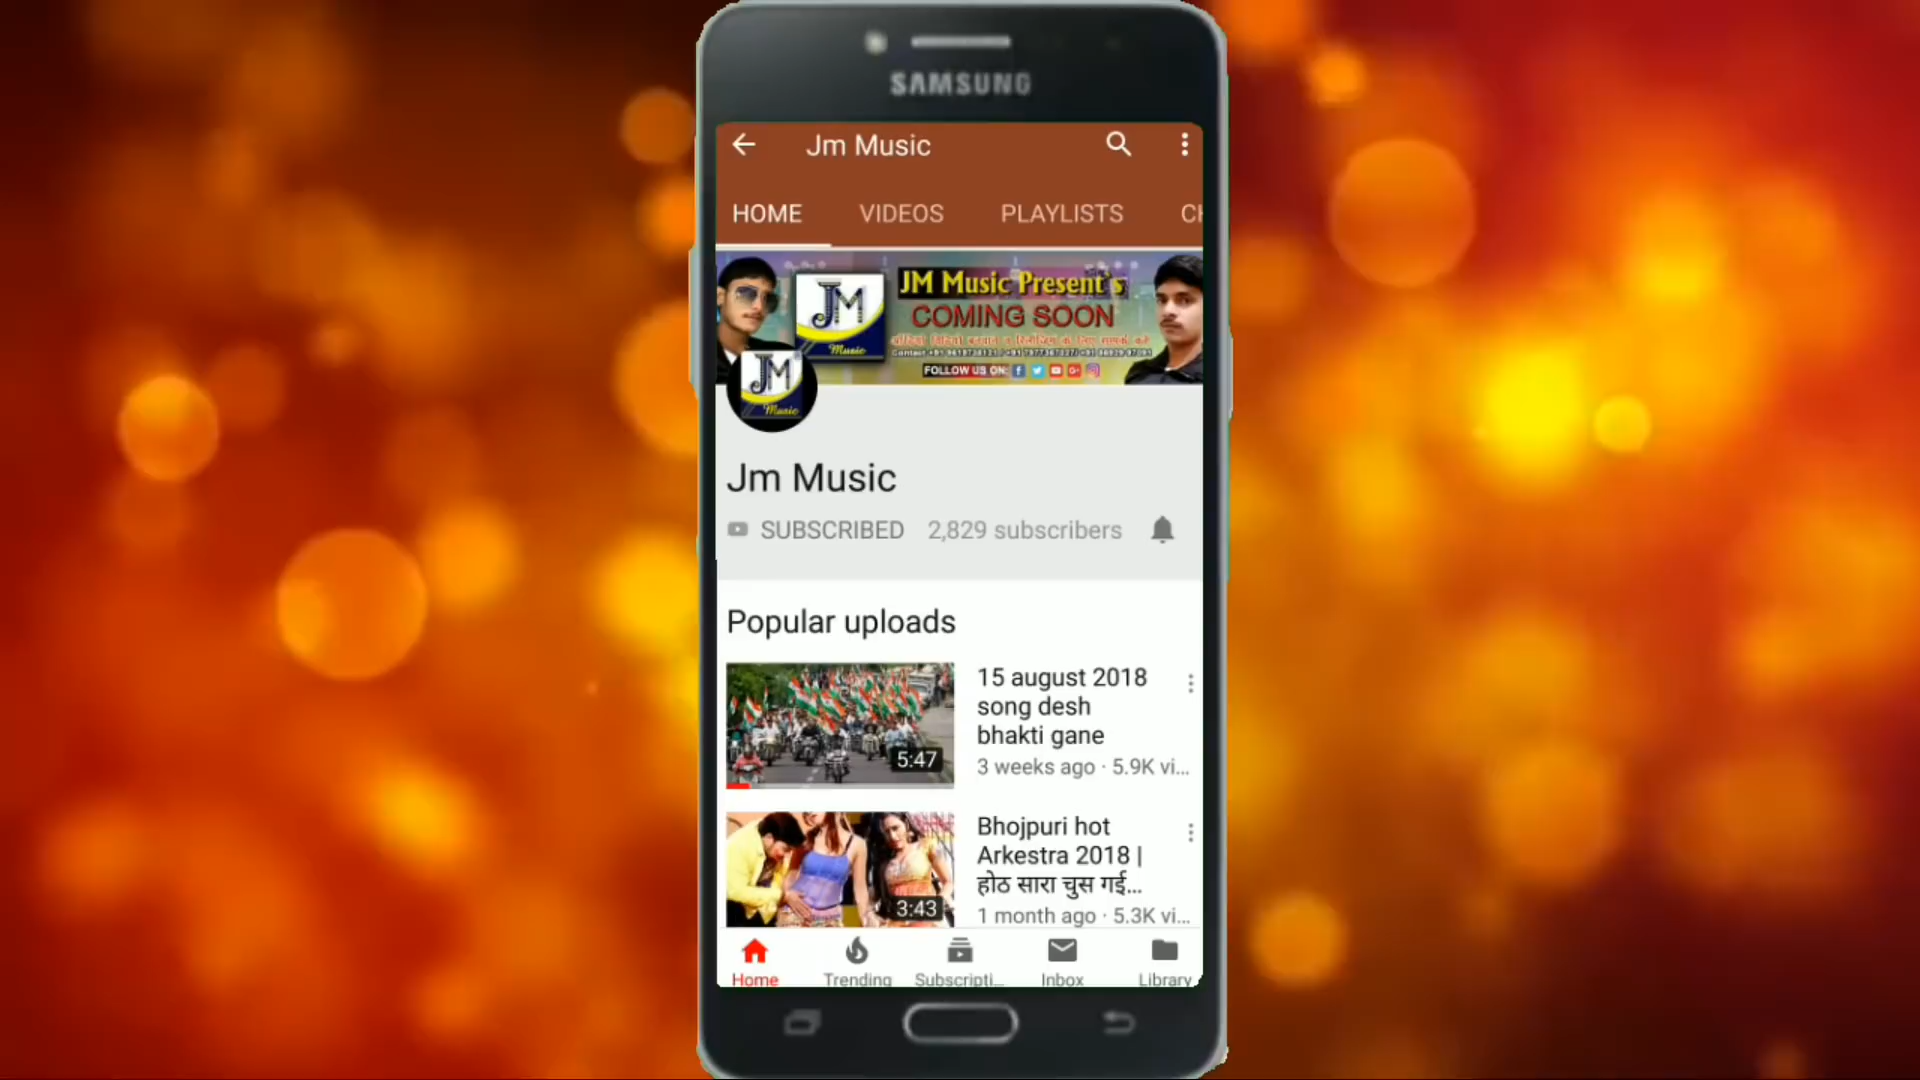 SAMSUNG
Jm Music
HOME VIDEOS PLAYLISTS CH
JM Music Present's
COMING SOON
JM
Music
FOLLOW US ON:
JM
Music
Jm Music
SUBSCRIBED 2,829 subscribers
Popular uploads
15 august 2018
song desh
bhakti gane
3 weeks ago · 5.9K vi...
5:47
Bhojpuri hot
Arkestra 2018 |
होठ सारा चुस गई...
1 month ago · 5.3K vi...
3:43
Home Trending Subscripti... Inbox Library